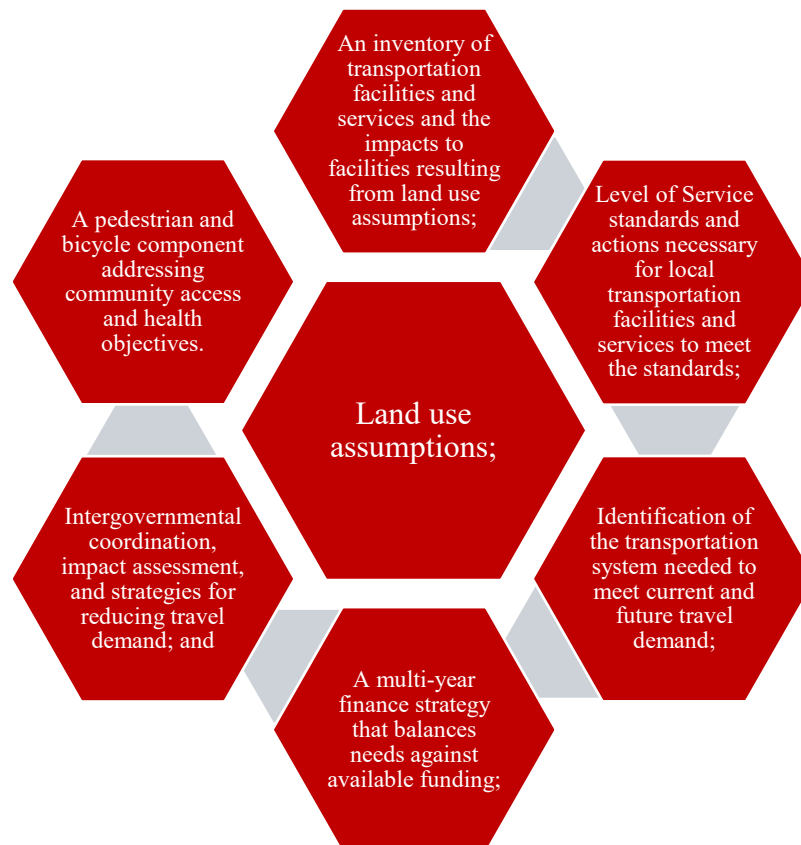 Land use
assumptions;
An inventory of
transportation
facilities and
services and the
impacts to
facilities resulting
from land use
assumptions;
Level of Service
standards and
actions necessary
for local
transportation
facilities and
services to meet
the standards;
Identification of
the transportation
system needed to
meet current and
future travel
demand;
A multi-year
finance strategy
that balances
needs against
available funding;
Intergovernmental
coordination,
impact assessment,
and strategies for
reducing travel
demand; and
A pedestrian and
bicycle component
addressing
community access
and health
objectives.